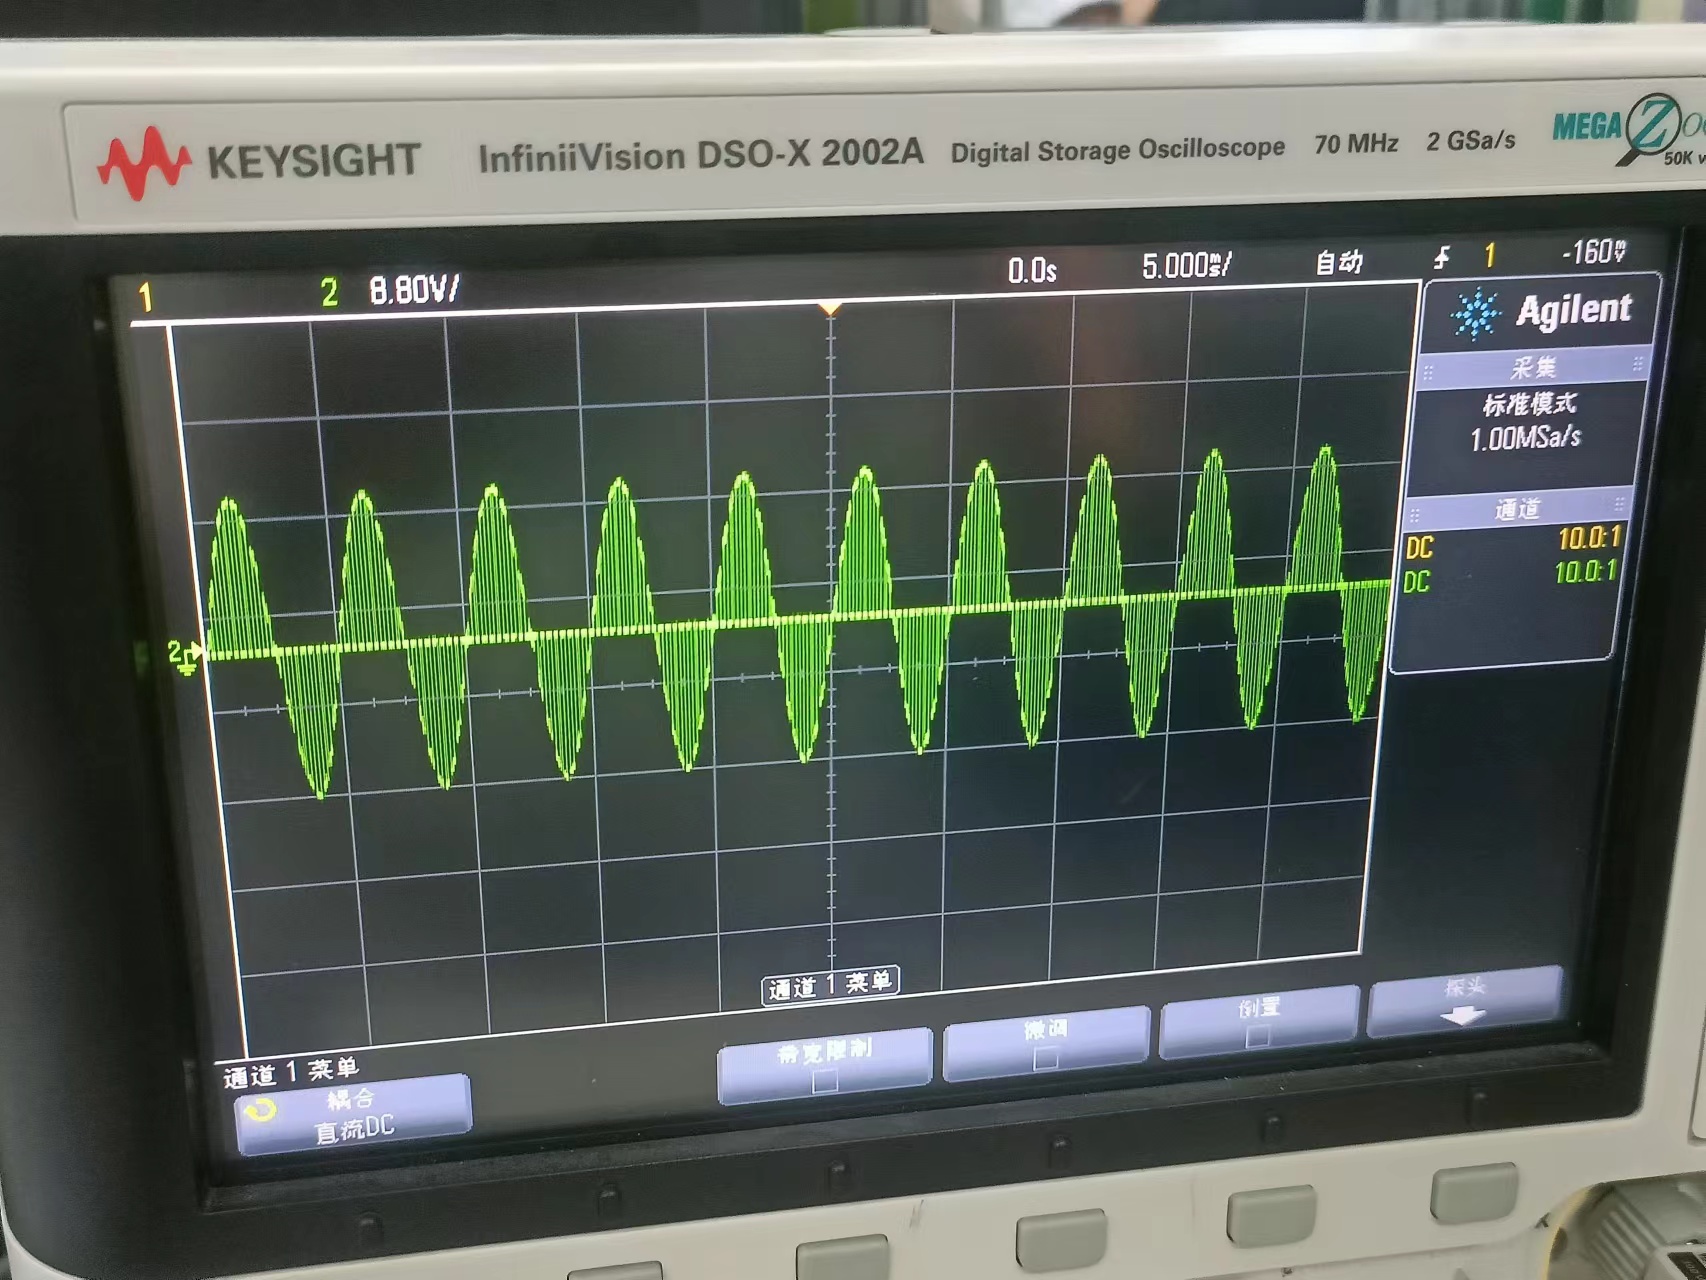 KEYSIGHT InfiniiVision DSO-X 2002A Digital Storage Oscilloscope 70 MHz 2 GSa/s MEGA Zoo
50K
1 2 8.80V/ 0.0s 5.000ms/ 自动 1 -160mV
Agilent
采集
标准模式
1.00MSa/s
通道
DC 10.0:1
DC 10.0:1
2
通道 1 菜单
通道 1 菜单
耦合
直流DC
带宽限制
微调
倒置
探头